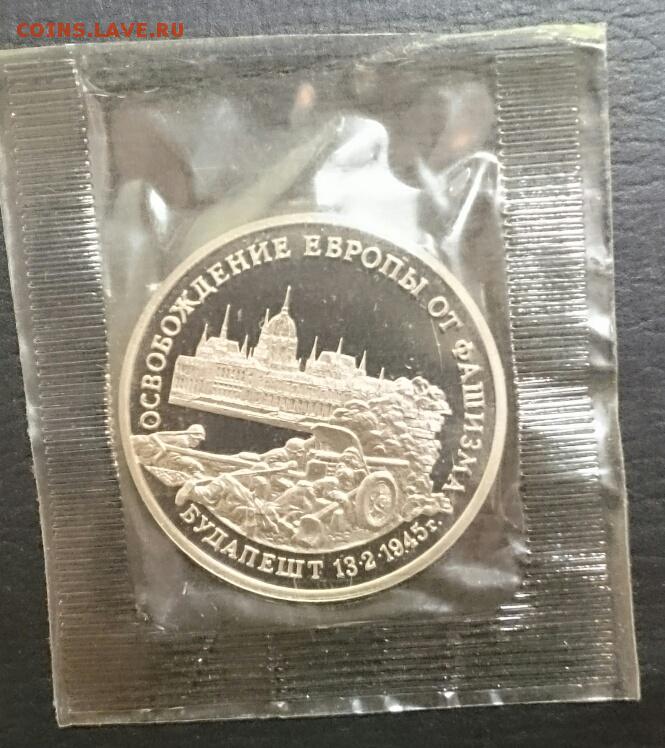 COINS.LAVE.RU
ОСВОБОЖДЕНИЕ ЕВРОПЫ ОТ ФАШИЗМА
БУДАПЕШТ 13·2·1945г.